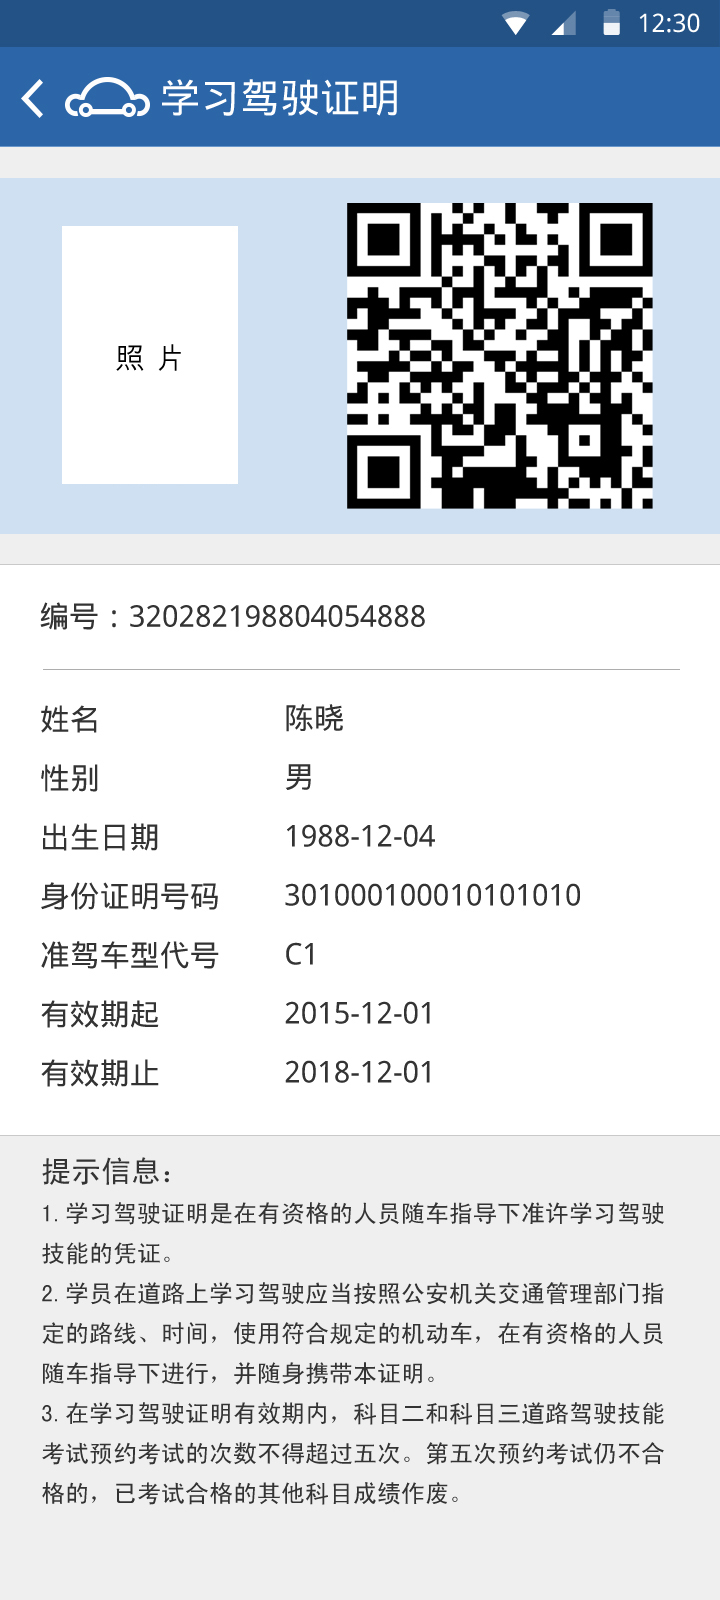 12:30
学习驾驶证明
照 片
编号：320282198804054888
姓名 陈晓
性别 男
出生日期 1988-12-04
身份证明号码 301000100010101010
准驾车型代号 C1
有效期起 2015-12-01
有效期止 2018-12-01
提示信息：
1.学习驾驶证明是在有资格的人员随车指导下准许学习驾驶
技能的凭证。
2.学员在道路上学习驾驶应当按照公安机关交通管理部门指
定的路线、时间，使用符合规定的机动车，在有资格的人员
随车指导下进行，并随身携带本证明。
3.在学习驾驶证明有效期内，科目二和科目三道路驾驶技能
考试预约考试的次数不得超过五次。第五次预约考试仍不合
格的，已考试合格的其他科目成绩作废。